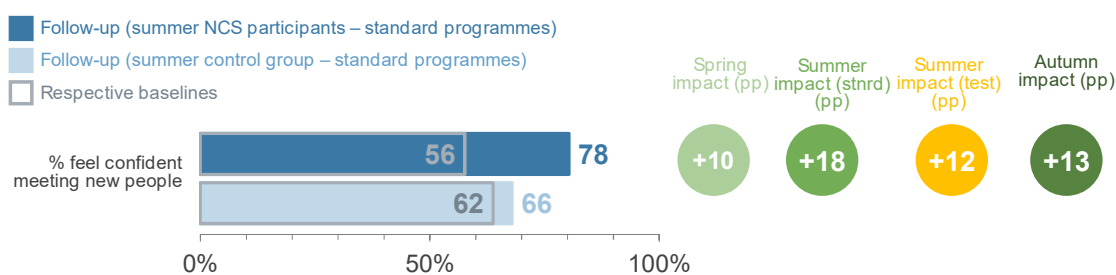 Follow-up (summer NCS participants – standard programmes)
Follow-up (summer control group – standard programmes)
Respective baselines
Spring
impact (pp)
Summer
impact (stnrd)
(pp)
Summer
impact (test)
(pp)
Autumn
impact (pp)
% feel confident
meeting new people
56
78
62
66
+10
+18
+12
+13
0%
50%
100%